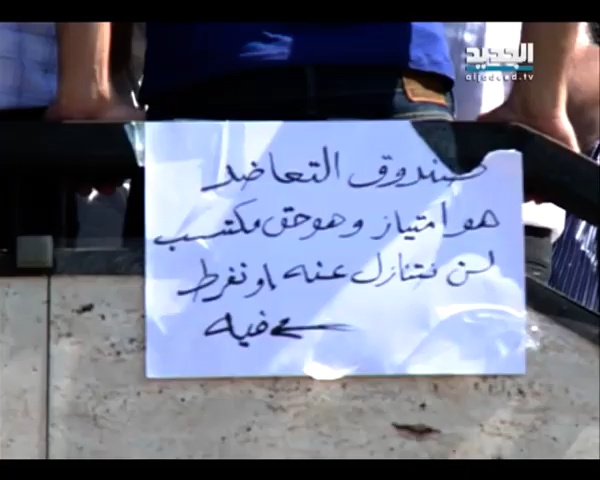 الجديد
aljadeed.tv
صندوق التعاضد
هو امتياز وهو حق مكتسب
لن نتنازل عنه او نفرط
فيه